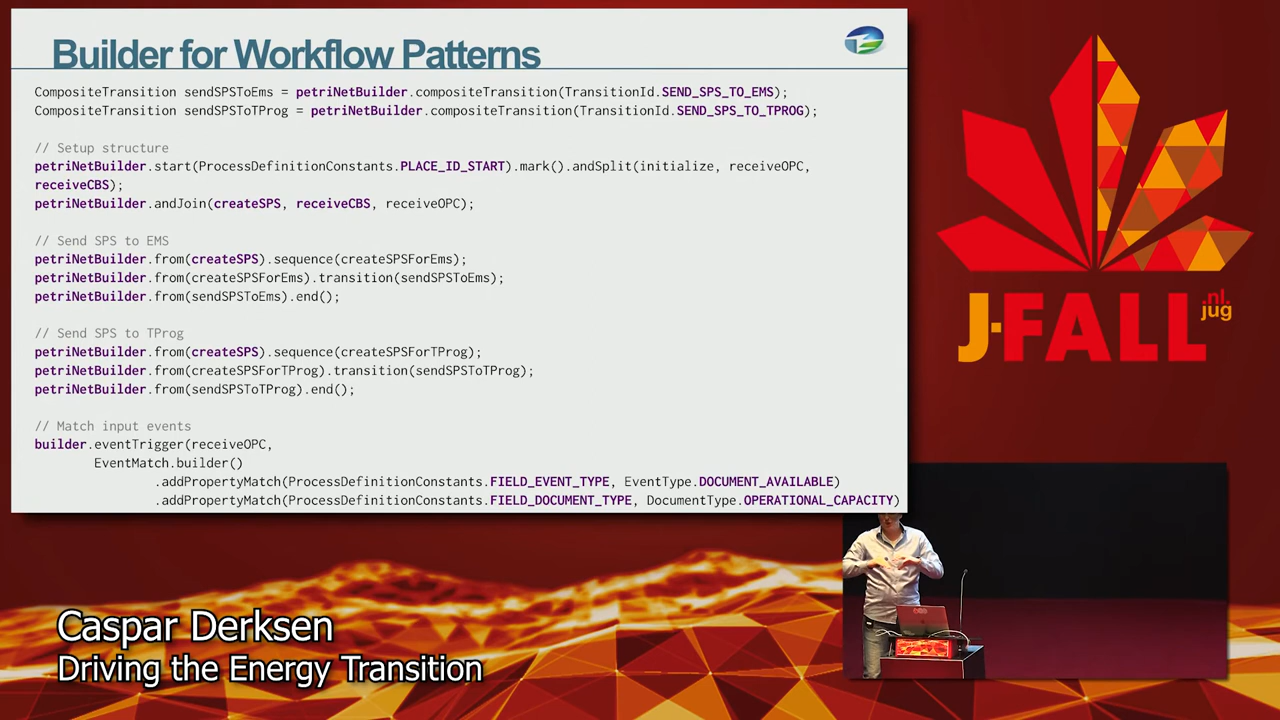 Builder for Workflow Patterns
CompositeTransition sendSPSToEms = petriNetBuilder.compositeTransition(TransitionId.SEND_SPS_TO_EMS);
CompositeTransition sendSPSToTProg = petriNetBuilder.compositeTransition(TransitionId.SEND_SPS_TO_TPROG);
// Setup structure
petriNetBuilder.start(ProcessDefinitionConstants.PLACE_ID_START).mark().andSplit(initialize, receiveOPC,
receiveCBS);
petriNetBuilder.andJoin(createSPS, receiveCBS, receiveOPC);
// Send SPS to EMS
petriNetBuilder.from(createSPS).sequence(createSPSForEms);
petriNetBuilder.from(createSPSForEms).transition(sendSPSToEms);
petriNetBuilder.from(sendSPSToEms).end();
// Send SPS to TProg
petriNetBuilder.from(createSPS).sequence(createSPSForTProg);
petriNetBuilder.from(createSPSForTProg).transition(sendSPSToTProg);
petriNetBuilder.from(sendSPSToTProg).end();
// Match input events
builder.eventTrigger(receiveOPC,
EventMatch.builder()
.addPropertyMatch(ProcessDefinitionConstants.FIELD_EVENT_TYPE, EventType.DOCUMENT_AVAILABLE)
.addPropertyMatch(ProcessDefinitionConstants.FIELD_DOCUMENT_TYPE, DocumentType.OPERATIONAL_CAPACITY)
J-FALL
nl.
jug
Caspar Derksen
Driving the Energy Transition